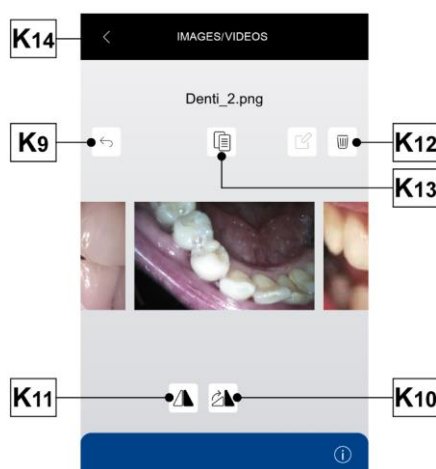 K14
IMAGES/VIDEOS
Denti_2.png
K9
K12
K13
K11
K10